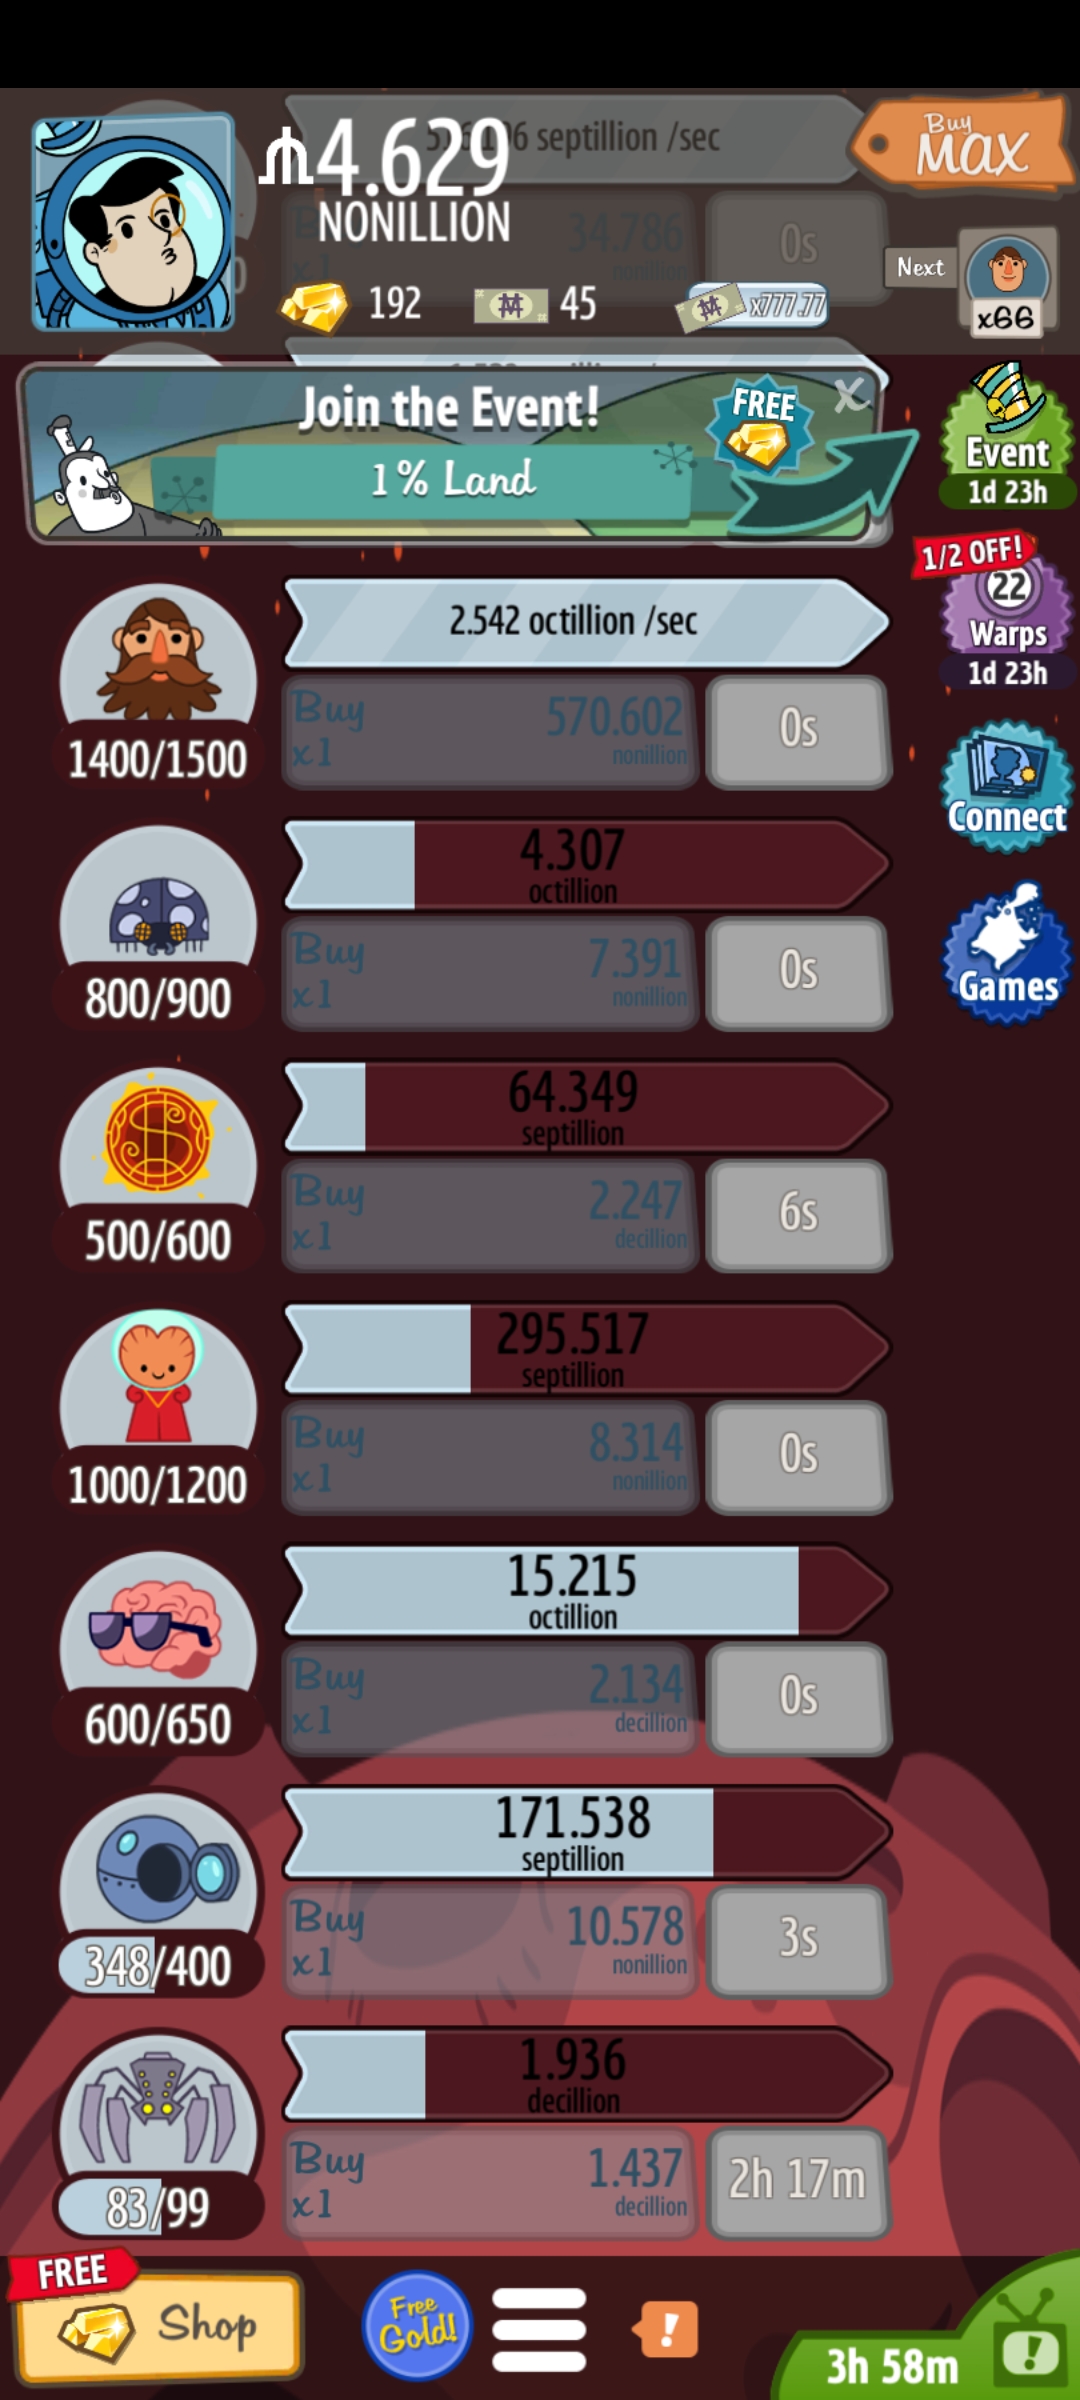 septillion /sec
4.629
NONILLION
Buy
MAX
34.786
nonillion
0s
x1
Next
x66
192
45
x777.77
Join the Event!
FREE
X
1% Land
Event
1d 23h
1/2 OFF!
22
Warps
1d 23h
Connect
Games
2.542 octillion /sec
1400/1500
Buy
x1
570.602
nonillion
0s
4.307
octillion
800/900
Buy
x1
7.391
nonillion
0s
64.349
septillion
500/600
Buy
x1
2.247
decillion
6s
295.517
septillion
1000/1200
Buy
x1
8.314
nonillion
0s
15.215
octillion
600/650
Buy
x1
2.134
decillion
0s
171.538
septillion
348/400
Buy
x1
10.578
nonillion
3s
1.936
decillion
83/99
Buy
x1
1.437
decillion
2h 17m
FREE
Shop
Free
Gold!
!
3h 58m
!